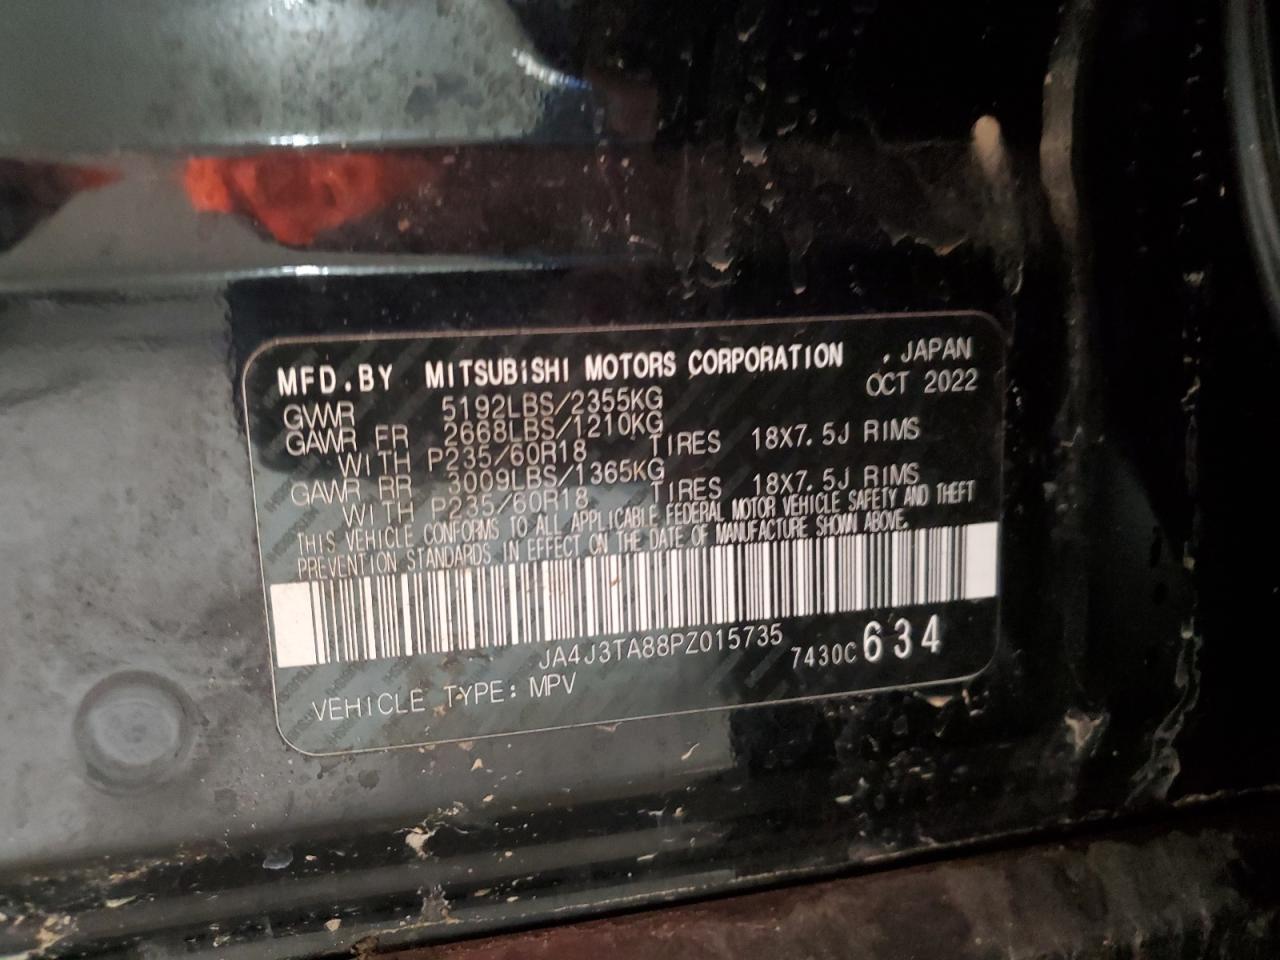 MFD.BY MITSUBiSHI MOTORS CORPORATION . JAPAN
OCT 2022
GVWR 5192LBS/2355KG
GAWR FR 2668LBS/1210KG
WITH P235/60R18 TIRES 18X7.5J RIMS
GAWR RR 3009LBS/1365KG
WITH P235/60R18 TIRES 18X7.5J RIMS
THIS VEHICLE CONFORMS TO ALL APPLICABLE FEDERAL MOTOR VEHICLE SAFETY AND THEFT
PREVENTION STANDARDS IN EFFECT ON THE DATE OF MANUFACTURE SHOWN ABOVE.
JA4J3TA88PZ015735 7430C 634
VEHICLE TYPE: MPV